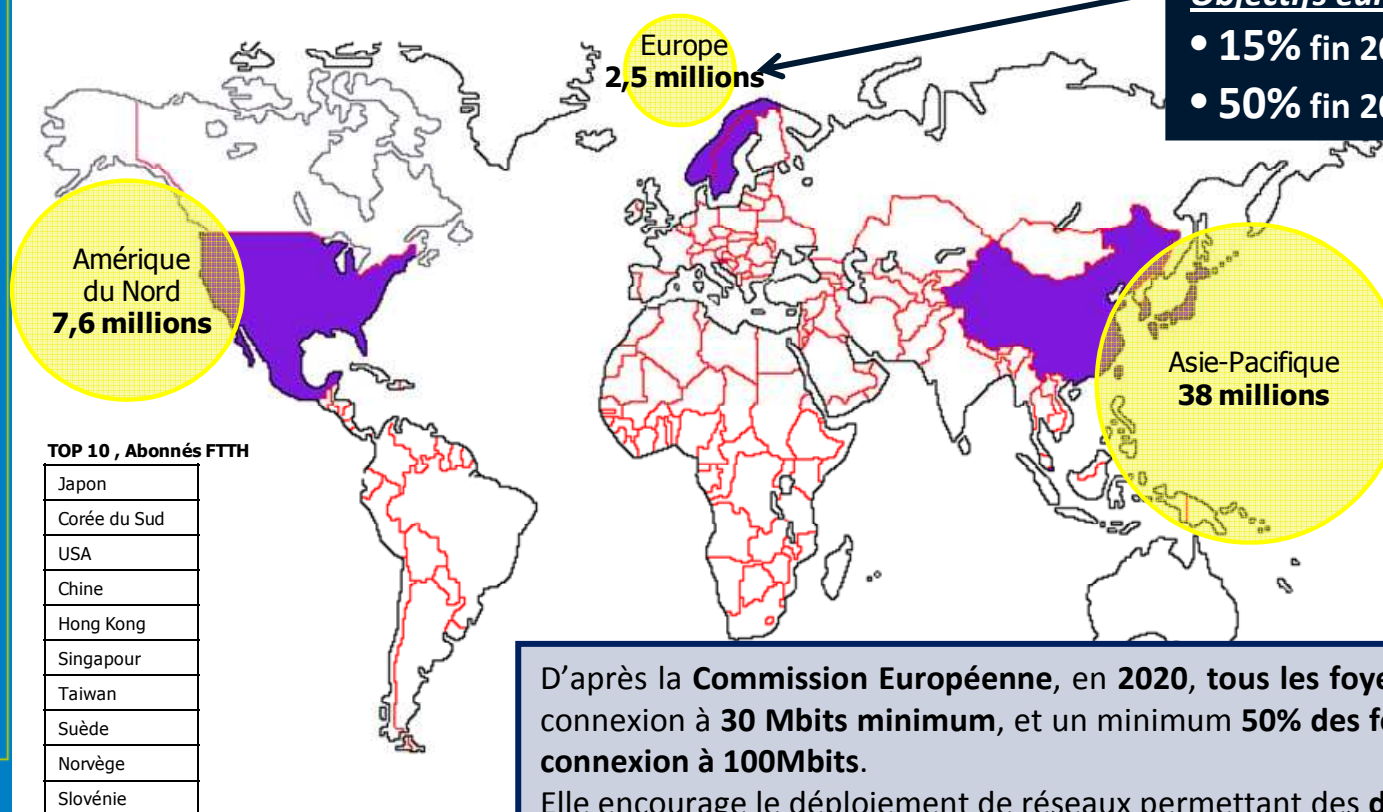 Europe
2,5 millions
• 15% fin
• 50% fin
Amérique
du Nord
7,6 millions
Asie-Pacifique
38 millions
TOP 10 , Abonnés FTTH
Japon
Corée du Sud
USA
Chine
Hong Kong
Singapour
Taiwan
Suède
Norvège
Slovénie
D’après la Commission Européenne, en 2020, tous les
connexion à 30 Mbits minimum, et un minimum 50% des
connexion à 100Mbits.
Elle encourage le déploiement de réseaux permettant des